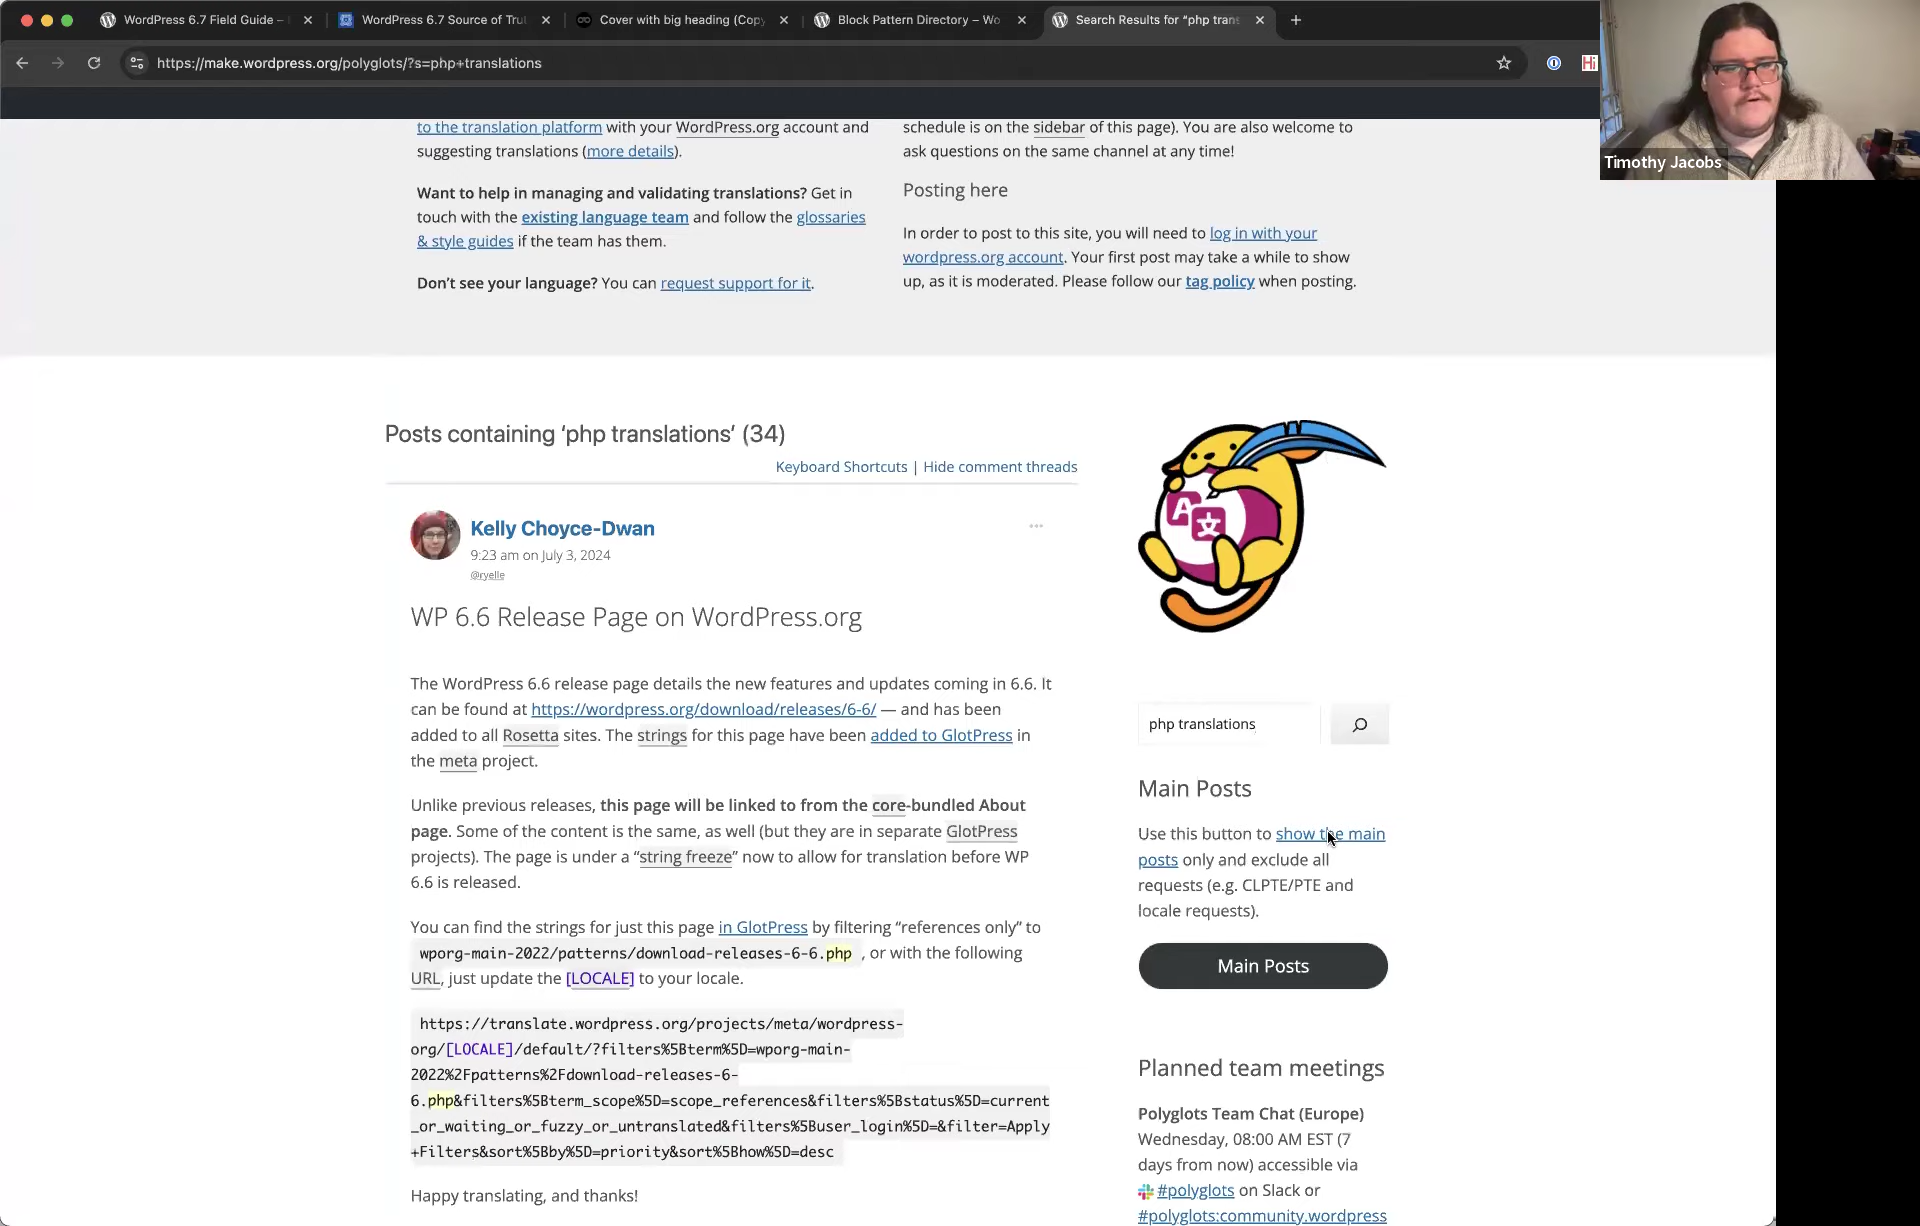 WordPress 6.7 Field Guide –
WordPress 6.7 Source of Tru
Cover with big heading (Copy
Block Pattern Directory – Wo
Search Results for “php trans
https://make.wordpress.org/polyglots/?s=php+translations
Hi
Timothy Jacobs
to the translation platform with your WordPress.org account and
suggesting translations (more details).
Want to help in managing and validating translations? Get in
touch with the existing language team and follow the glossaries
& style guides if the team has them.
Don’t see your language? You can request support for it.
schedule is on the sidebar of this page). You are also welcome to
ask questions on the same channel at any time!
Posting here
In order to post to this site, you will need to log in with your
wordpress.org account. Your first post may take a while to show
up, as it is moderated. Please follow our tag policy when posting.
Posts containing ‘php translations’ (34)
Keyboard Shortcuts | Hide comment threads
Kelly Choyce-Dwan
9:23 am on July 3, 2024
@ryelle
WP 6.6 Release Page on WordPress.org
The WordPress 6.6 release page details the new features and updates coming in 6.6. It
can be found at https://wordpress.org/download/releases/6-6/ — and has been
added to all Rosetta sites. The strings for this page have been added to GlotPress in
the meta project.
Unlike previous releases, this page will be linked to from the core-bundled About
page. Some of the content is the same, as well (but they are in separate GlotPress
projects). The page is under a “string freeze” now to allow for translation before WP
6.6 is released.
You can find the strings for just this page in GlotPress by filtering “references only” to
wporg-main-2022/patterns/download-releases-6-6.php , or with the following
URL, just update the [LOCALE] to your locale.
https://translate.wordpress.org/projects/meta/wordpress-
org/[LOCALE]/default/?filters%5Bterm%5D=wporg-main-
2022%2Fpatterns%2Fdownload-releases-6-
6.php&filters%5Bterm_scope%5D=scope_references&filters%5Bstatus%5D=current
_or_waiting_or_fuzzy_or_untranslated&filters%5Buser_login%5D=&filter=Apply
+Filters&sort%5Bby%5D=priority&sort%5Bhow%5D=desc
Happy translating, and thanks!
A
文
php translations
Main Posts
Use this button to show the main
posts only and exclude all
requests (e.g. CLPTE/PTE and
locale requests).
Main Posts
Planned team meetings
Polyglots Team Chat (Europe)
Wednesday, 08:00 AM EST (7
days from now) accessible via
#polyglots on Slack or
#polyglots:community.wordpress